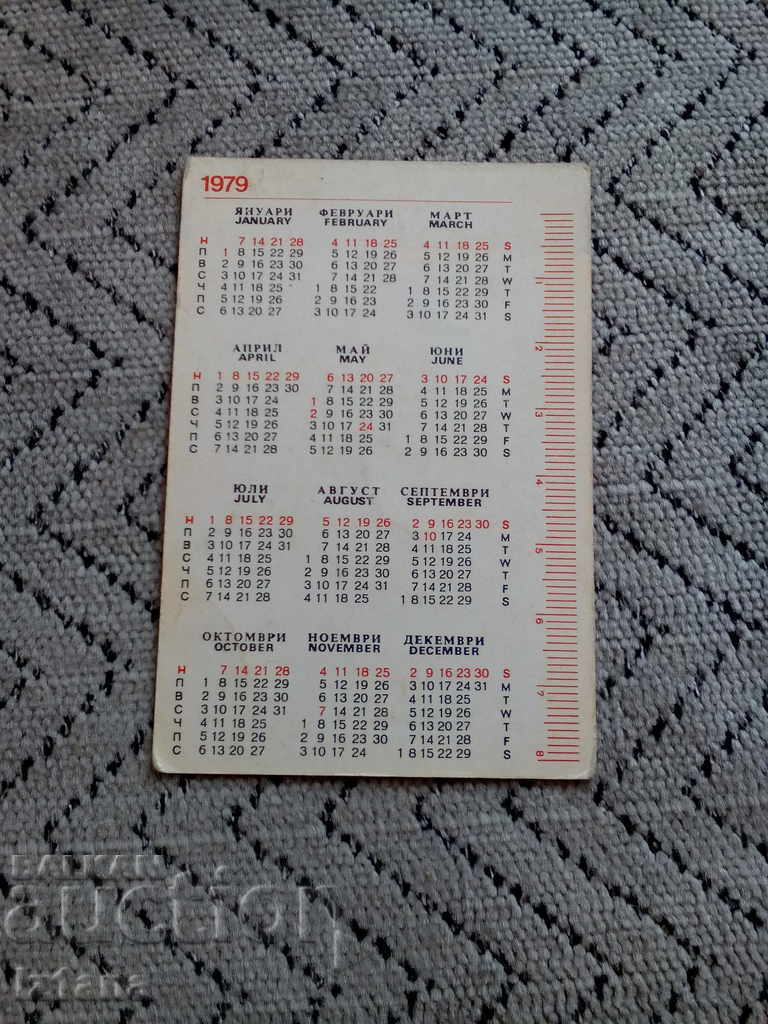 1979
ЯНУАРИ ФЕВРУАРИ МАРТ
JANUARY FEBRUARY MARCH
Н 7 14 21 28 4 11 18 25 4 11 18 25 S
П 1 8 15 22 29 5 12 19 26 5 12 19 26 M
В 2 9 16 23 30 6 13 20 27 6 13 20 27 T
С 3 10 17 24 31 7 14 21 28 7 14 21 28 W
Ч 4 11 18 25 1 8 15 22 1 8 15 22 29 T
П 5 12 19 26 2 9 16 23 2 9 16 23 30 F
С 6 13 20 27 3 10 17 24 3 10 17 24 31 S
АПРИЛ МАЙ ЮНИ
APRIL MAY JUNE
Н 1 8 15 22 29 6 13 20 27 3 10 17 24 S
П 2 9 16 23 30 7 14 21 28 4 11 18 25 M
В 3 10 17 24 1 8 15 22 29 5 12 19 26 T
С 4 11 18 25 2 9 16 23 30 6 13 20 27 W
Ч 5 12 19 26 3 10 17 24 31 7 14 21 28 T
П 6 13 20 27 4 11 18 25 1 8 15 22 29 F
С 7 14 21 28 5 12 19 26 2 9 16 23 30 S
ЮЛИ АВГУСТ СЕПТЕМВРИ
JULY AUGUST SEPTEMBER
Н 1 8 15 22 29 5 12 19 26 2 9 16 23 30 S
П 2 9 16 23 30 6 13 20 27 3 10 17 24 M
В 3 10 17 24 31 7 14 21 28 4 11 18 25 T
С 4 11 18 25 1 8 15 22 29 5 12 19 26 W
Ч 5 12 19 26 2 9 16 23 30 6 13 20 27 T
П 6 13 20 27 3 10 17 24 31 7 14 21 28 F
С 7 14 21 28 4 11 18 25 1 8 15 22 29 S
ОКТОМВРИ НОЕМВРИ ДЕКЕМВРИ
OCTOBER NOVEMBER DECEMBER
Н 7 14 21 28 4 11 18 25 2 9 16 23 30 S
П 1 8 15 22 29 5 12 19 26 3 10 17 24 31 M
В 2 9 16 23 30 6 13 20 27 4 11 18 25 T
С 3 10 17 24 31 7 14 21 28 5 12 19 26 W
Ч 4 11 18 25 1 8 15 22 29 6 13 20 27 T
П 5 12 19 26 2 9 16 23 30 7 14 21 28 F
С 6 13 20 27 3 10 17 24 1 8 15 22 29 S
1
2
3
4
5
6
7
8
БАЛКАН
auction
Iztana